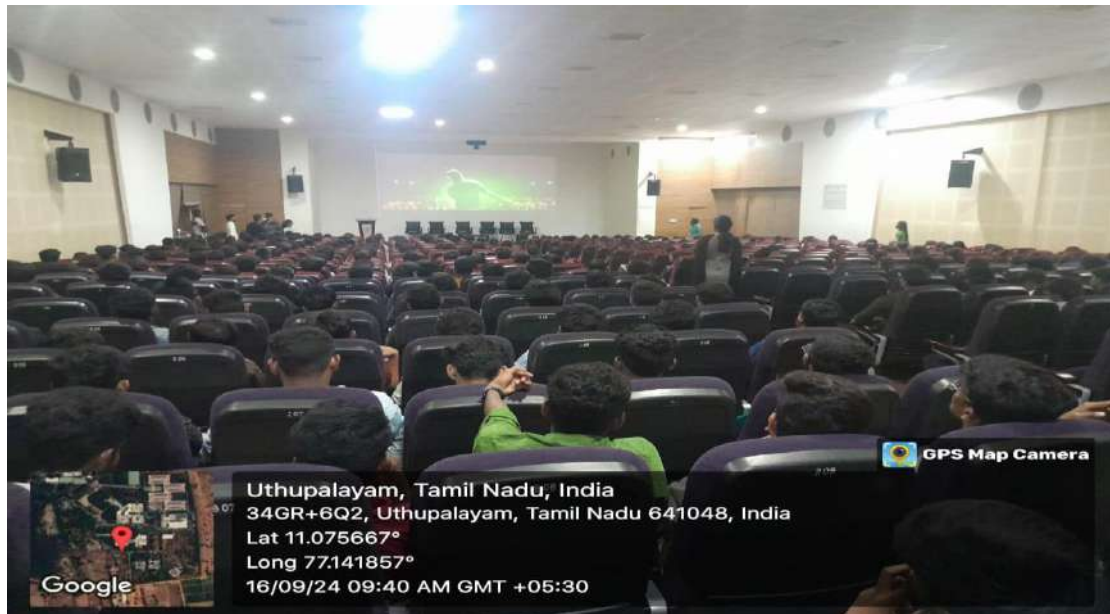 GPS Map Camera
Uthupalayam, Tamil Nadu, India
34GR+6Q2, Uthupalayam, Tamil Nadu 641048, India
Lat 11.075667°
Long 77.141857°
16/09/24 09:40 AM GMT +05:30
Google